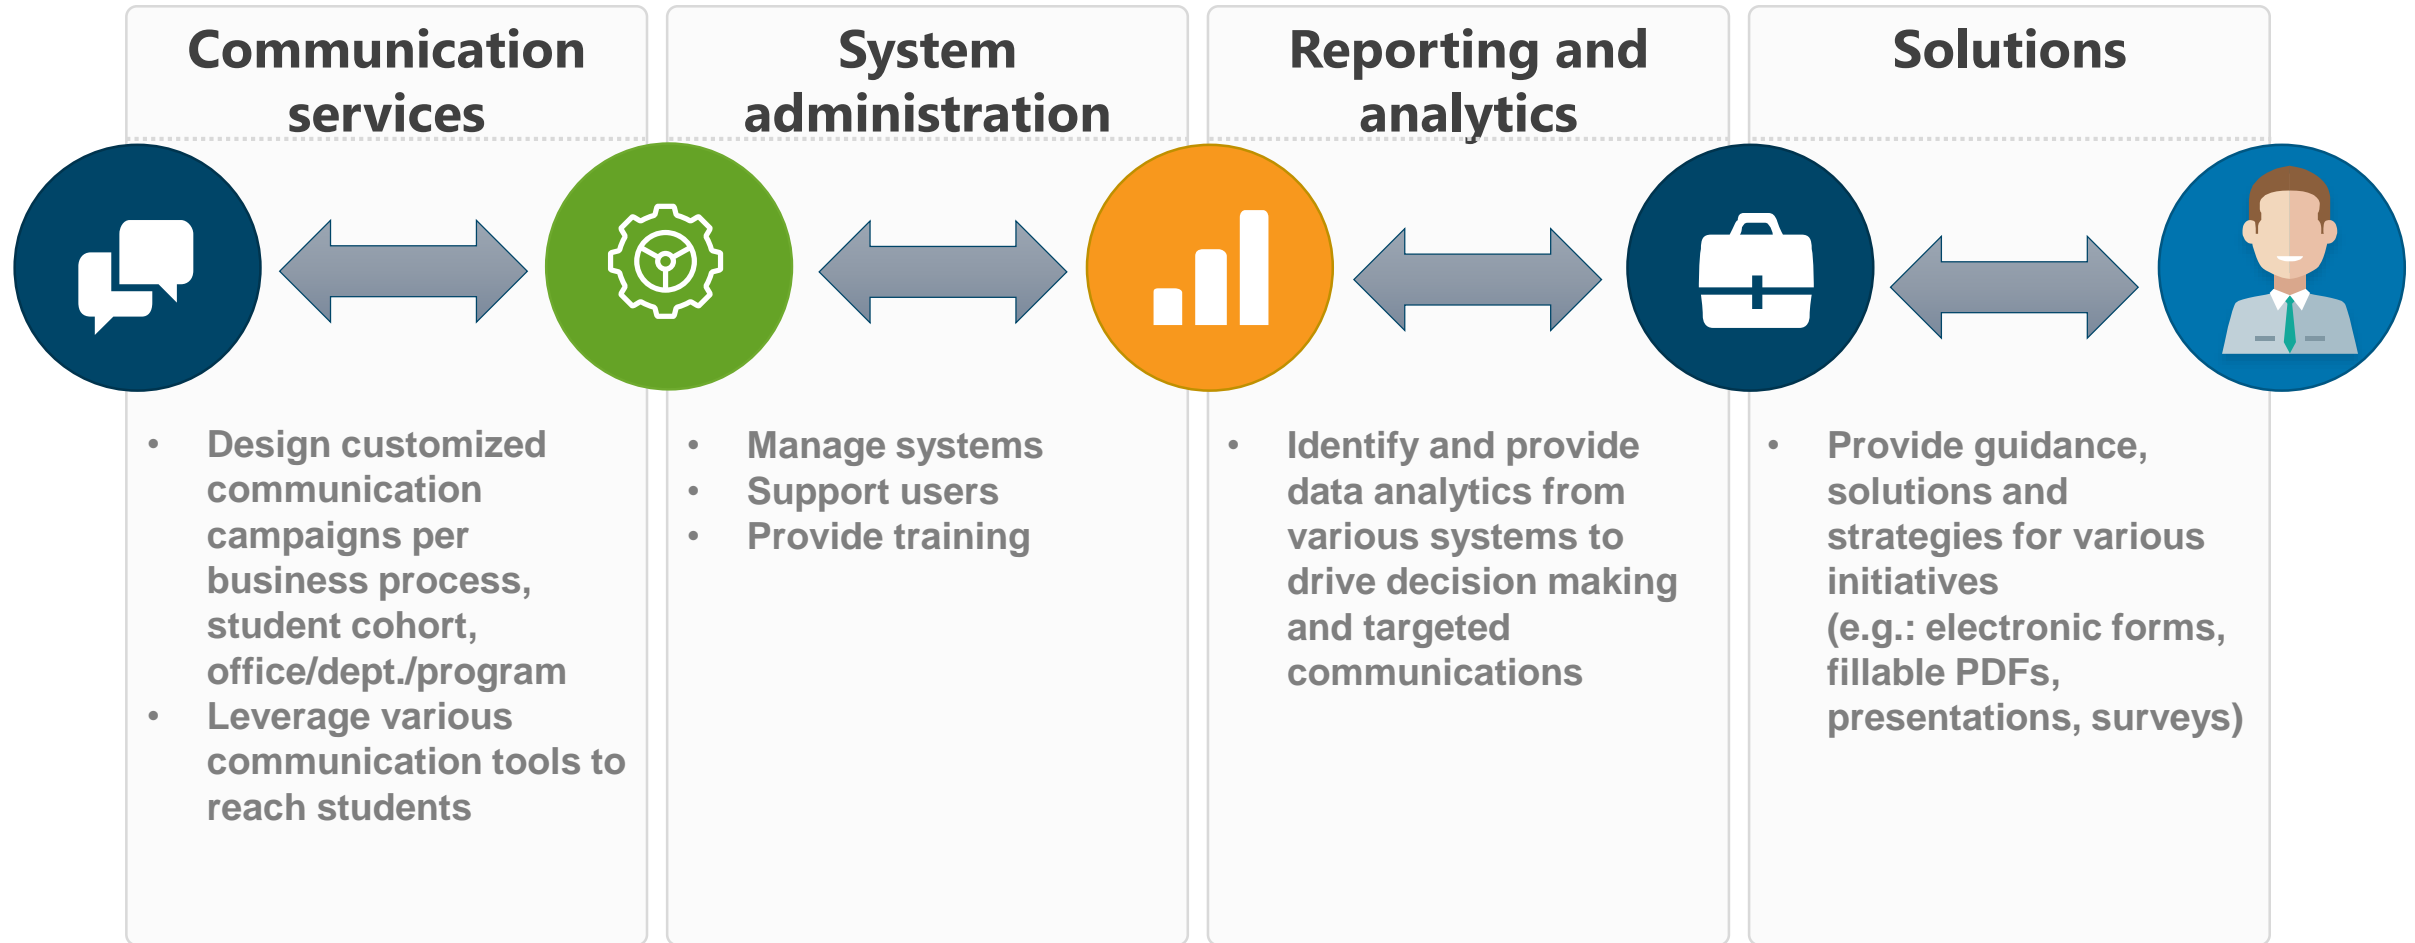 Communication
services
System
administration
Reporting and
analytics
Solutions
• Design customized
communication
campaigns per
business process,
student cohort,
office/dept./program
• Leverage various
communication tools to
reach students
• Manage systems
• Support users
• Provide training
• Identify and provide
data analytics from
various systems to
drive decision making
and targeted
communications
• Provide guidance,
solutions and
strategies for various
initiatives
(e.g.: electronic forms,
fillable PDFs,
presentations, surveys)